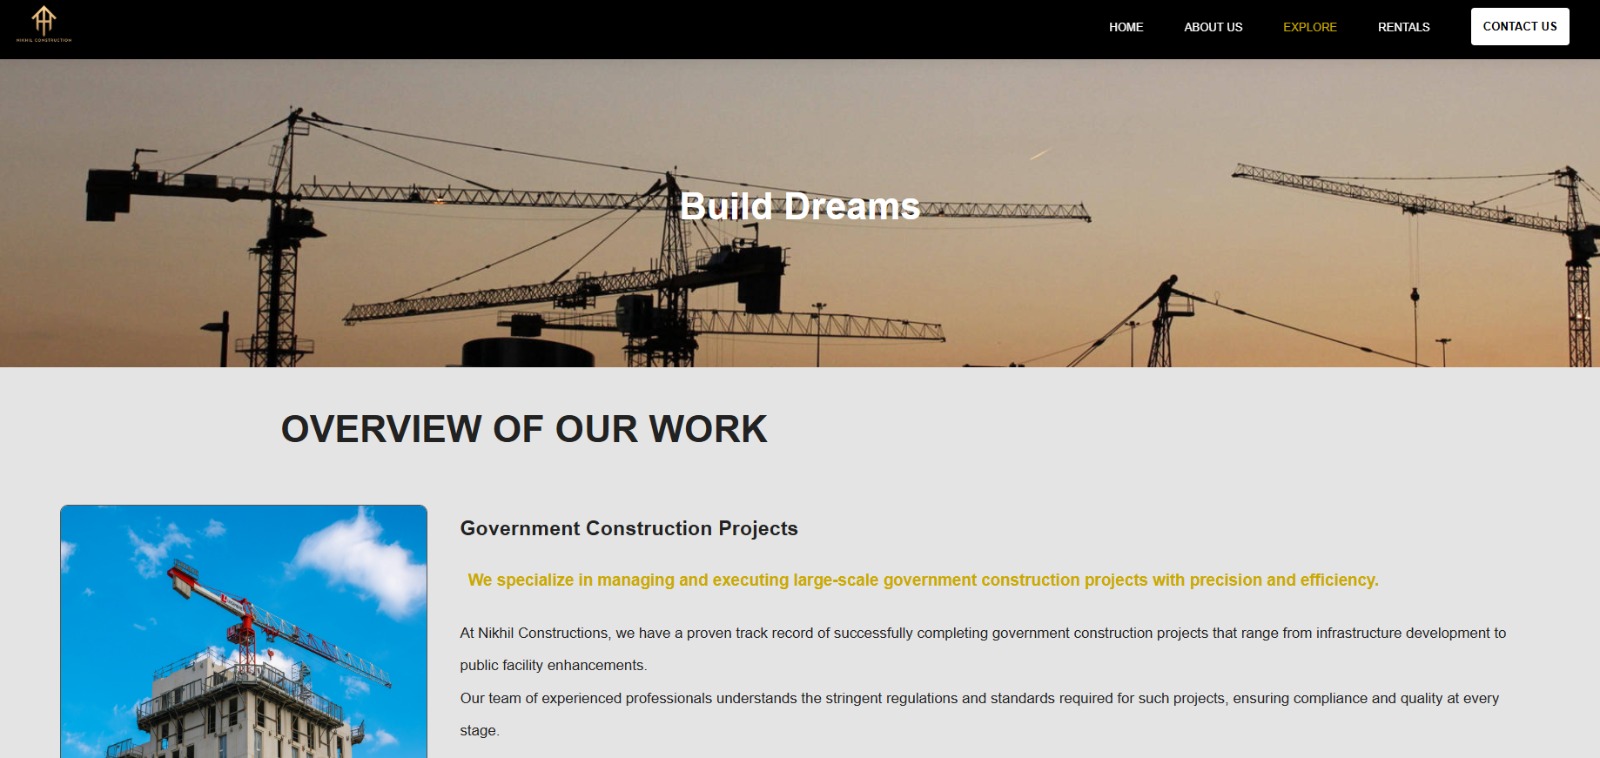 NIKHIL CONSTRUCTION
HOME
ABOUT US
EXPLORE
RENTALS
CONTACT US
Build Dreams
OVERVIEW OF OUR WORK
Government Construction Projects
We specialize in managing and executing large-scale government construction projects with precision and efficiency.
At Nikhil Constructions, we have a proven track record of successfully completing government construction projects that range from infrastructure development to
public facility enhancements.
Our team of experienced professionals understands the stringent regulations and standards required for such projects, ensuring compliance and quality at every
stage.